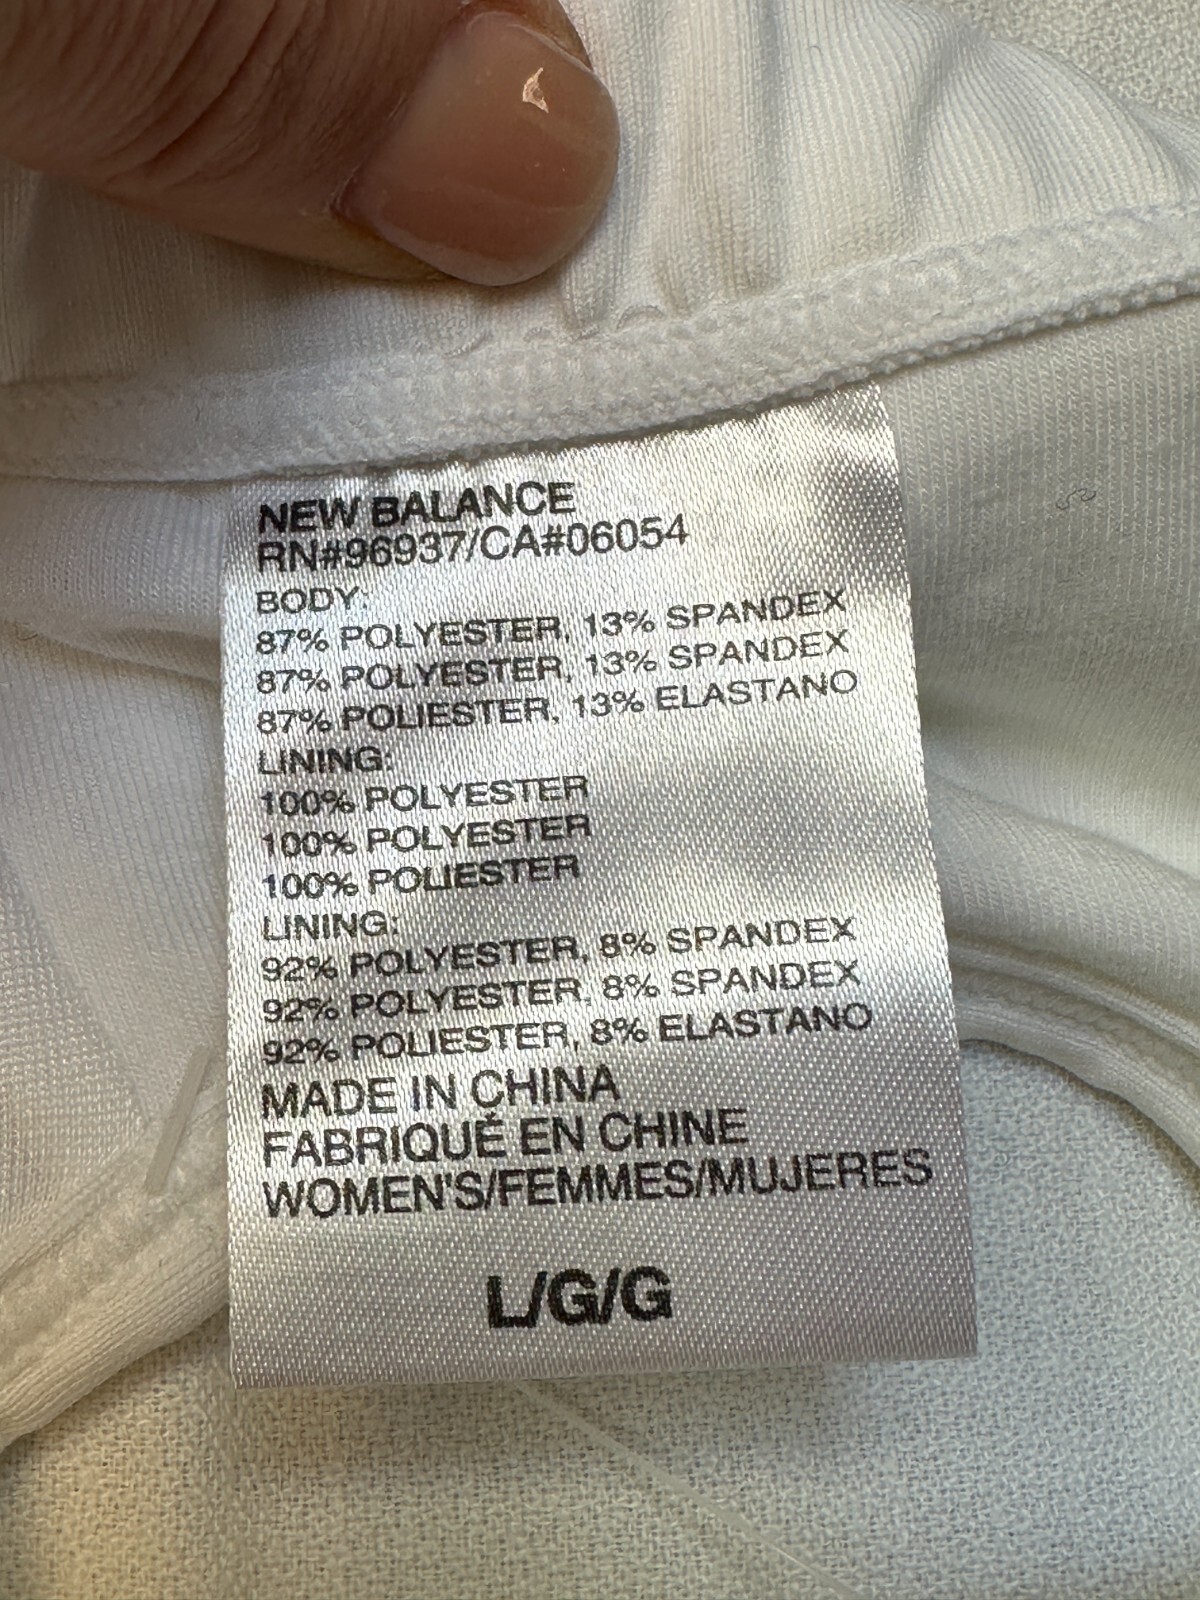 NEW BALANCE
RN#96937/CA#06054
BODY:
87% POLYESTER, 13% SPANDEX
87% POLYESTER, 13% SPANDEX
87% POLIESTER, 13% ELASTANO
LINING:
100% POLYESTER
100% POLYESTER
100% POLIESTER
LINING:
92% POLYESTER, 8% SPANDEX
92% POLYESTER, 8% SPANDEX
92% POLIESTER, 8% ELASTANO
MADE IN CHINA
FABRIQUÉ EN CHINE
WOMEN'S/FEMMES/MUJERES
L/G/G